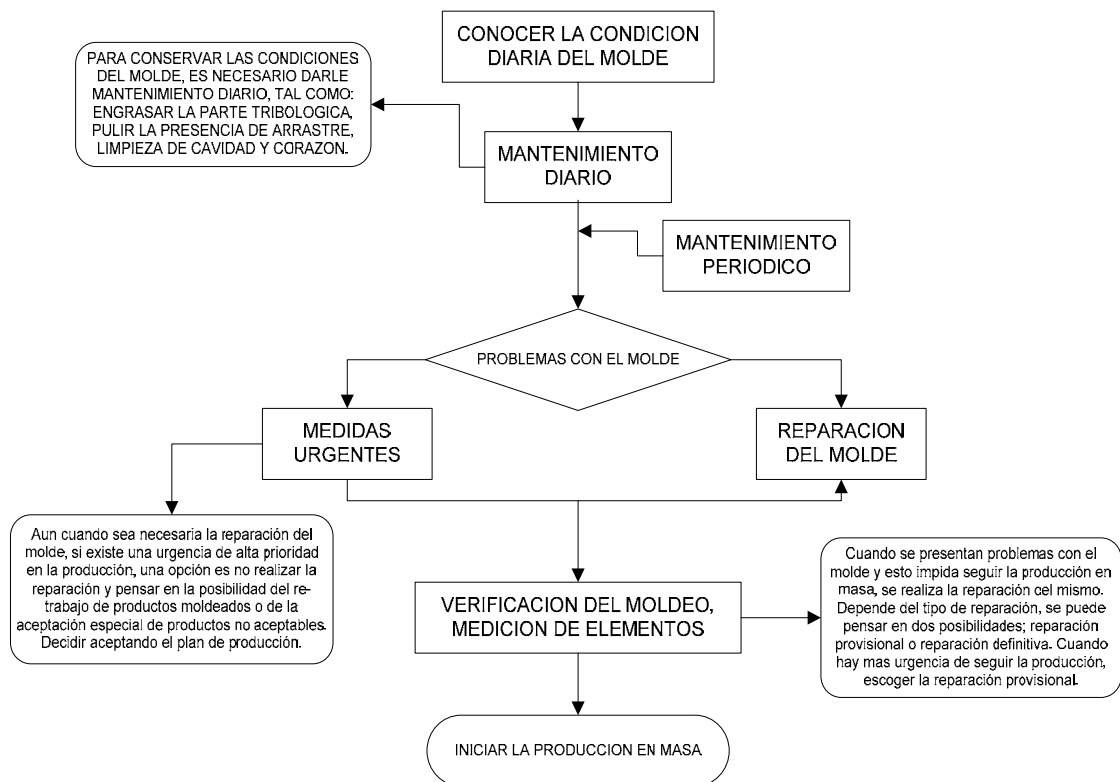 CONOCER LA CONDICION
DIARIA DEL MOLDE
PARA CONSERVAR LAS CONDICIONES
DEL MOLDE, ES NECESARIO DARLE
MANTENIMIENTO DIARIO, TAL COMO:
ENGRASAR LA PARTE TRIBOLOGICA,
PULIR LA PRESENCIA DE ARRASTRE,
LIMPIEZA DE CAVIDAD Y CORAZON.
MANTENIMIENTO
DIARIO
MANTENIMIENTO
PERIODICO
PROBLEMAS CON EL MOLDE
MEDIDAS
URGENTES
REPARACION
DEL MOLDE
Aun cuando sea necesaria la reparación del
molde, si existe una urgencia de alta prioridad
en la producción, una opción es no realizar la
reparación y pensar en la posibilidad del re-
trabajo de productos moldeados o de la
aceptación especial de productos no aceptables.
Decidir aceptando el plan de producción.
VERIFICACION DEL MOLDEO,
MEDICION DE ELEMENTOS
Cuando se presentan problemas con el
molde y esto impida seguir la producción en
masa, se realiza la reparación cel mismo.
Depende del tipo de reparación, se puede
pensar en dos posibilidades; reparación
provisional o reparación definitiva. Cuando
hay mas urgencia de seguir la producción,
escoger la reparación provisional.
INICIAR LA PRODUCCION EN MASA